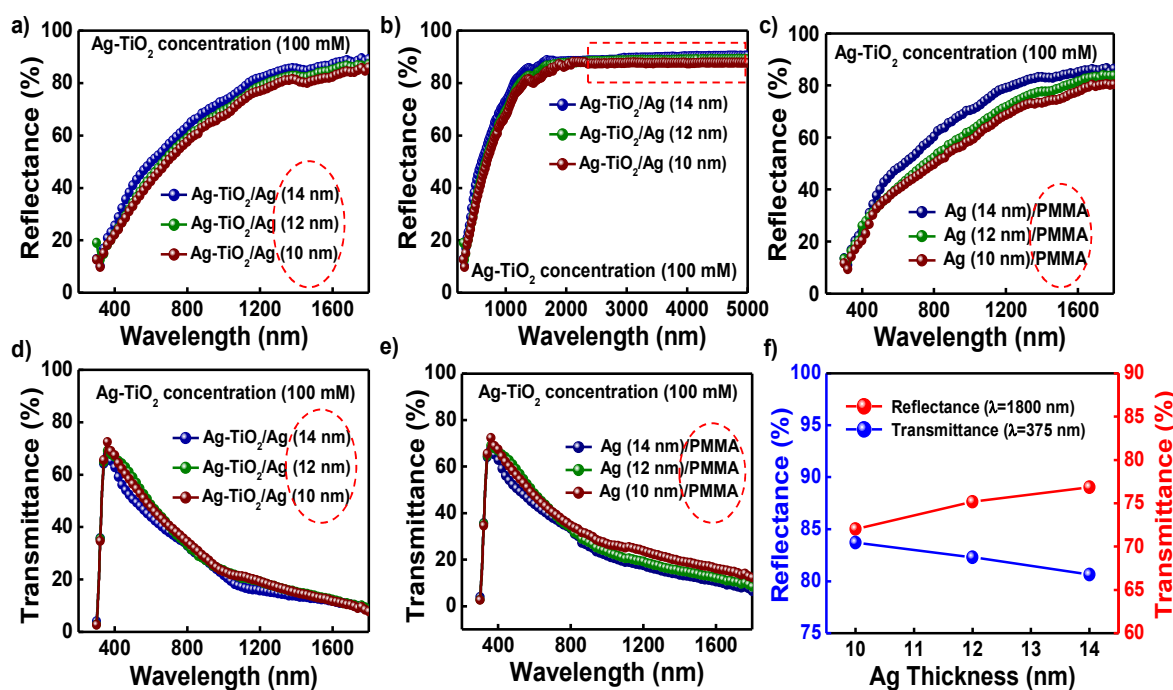 a)
Ag-TiO₂ concentration (100 mM)
Reflectance (%)
100
80
60
40
20
0
Ag-TiO₂/Ag (14 nm)
Ag-TiO₂/Ag (12 nm)
Ag-TiO₂/Ag (10 nm)
400 800 1200 1600
Wavelength (nm)
b)
Reflectance (%)
100
80
60
40
20
0
Ag-TiO₂/Ag (14 nm)
Ag-TiO₂/Ag (12 nm)
Ag-TiO₂/Ag (10 nm)
Ag-TiO₂ concentration (100 mM)
1000 2000 3000 4000 5000
Wavelength (nm)
c)
Ag-TiO₂ concentration (100 mM)
Reflectance (%)
100
80
60
40
20
0
Ag (14 nm)/PMMA
Ag (12 nm)/PMMA
Ag (10 nm)/PMMA
400 800 1200 1600
Wavelength (nm)
d)
Ag-TiO₂ concentration (100 mM)
Transmittance (%)
100
80
60
40
20
0
Ag-TiO₂/Ag (14 nm)
Ag-TiO₂/Ag (12 nm)
Ag-TiO₂/Ag (10 nm)
400 800 1200 1600
Wavelength (nm)
e)
Ag-TiO₂ concentration (100 mM)
Transmittance (%)
100
80
60
40
20
0
Ag (14 nm)/PMMA
Ag (12 nm)/PMMA
Ag (10 nm)/PMMA
400 800 1200 1600
Wavelength (nm)
f)
Reflectance (%)
100
95
90
85
80
75
Reflectance (λ=1800 nm)
Transmittance (λ=375 nm)
90
85
80
75
70
65
60
Transmittance (%)
10 11 12 13 14
Ag Thickness (nm)